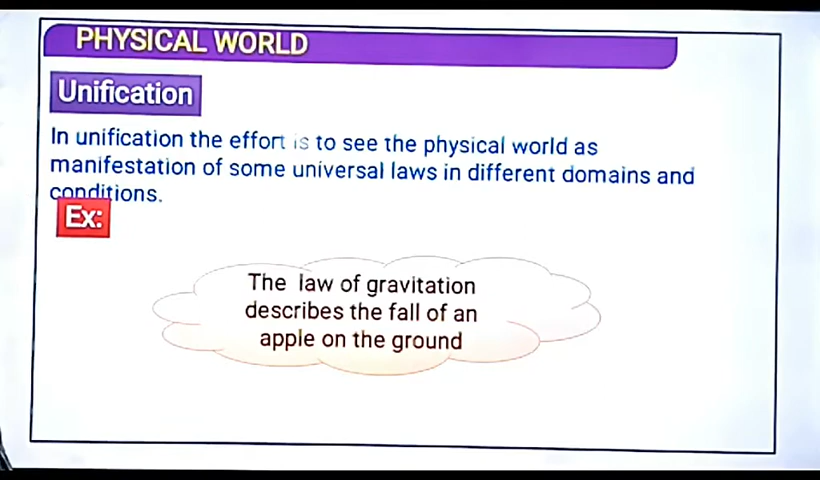 PHYSICAL WORLD
Unification
In unification the effort is to see the physical world as
manifestation of some universal laws in different domains and
conditions.
Ex:
The law of gravitation
describes the fall of an
apple on the ground